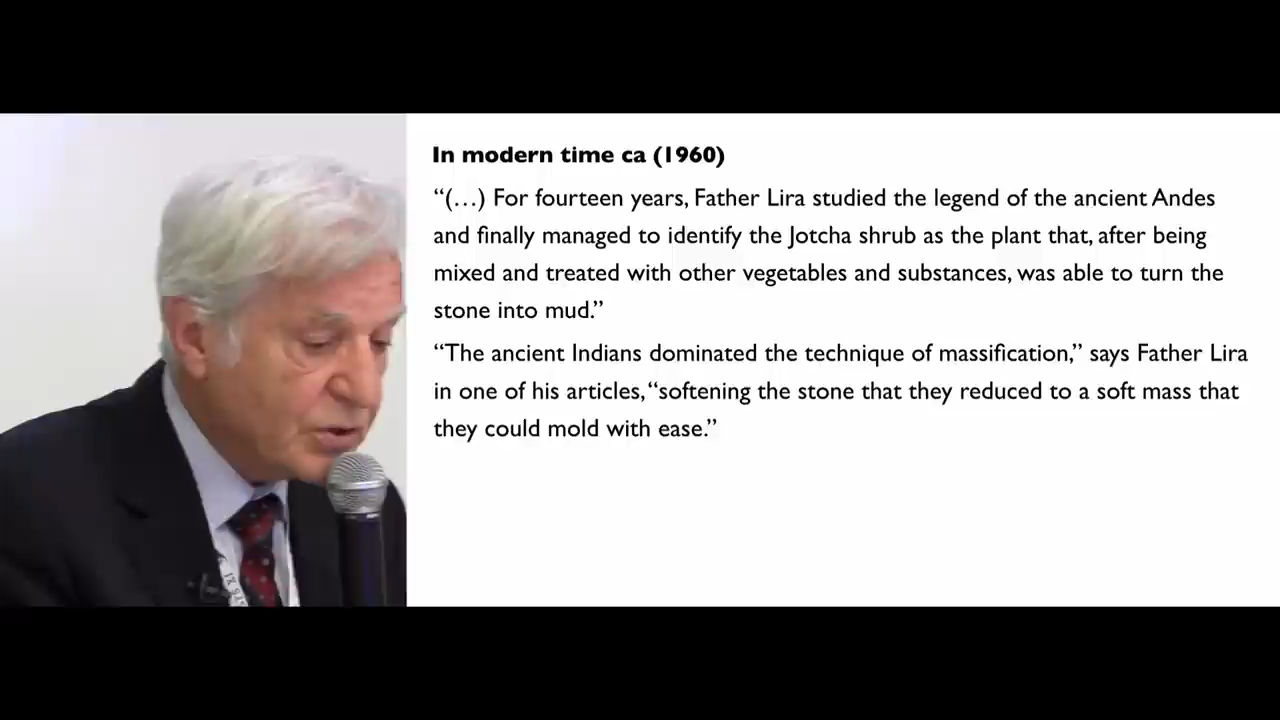 In modern time ca (1960)
“(…) For fourteen years, Father Lira studied the legend of the ancient Andes
and finally managed to identify the Jotcha shrub as the plant that, after being
mixed and treated with other vegetables and substances, was able to turn the
stone into mud.”
“The ancient Indians dominated the technique of massification,” says Father Lira
in one of his articles, “softening the stone that they reduced to a soft mass that
they could mold with ease.”